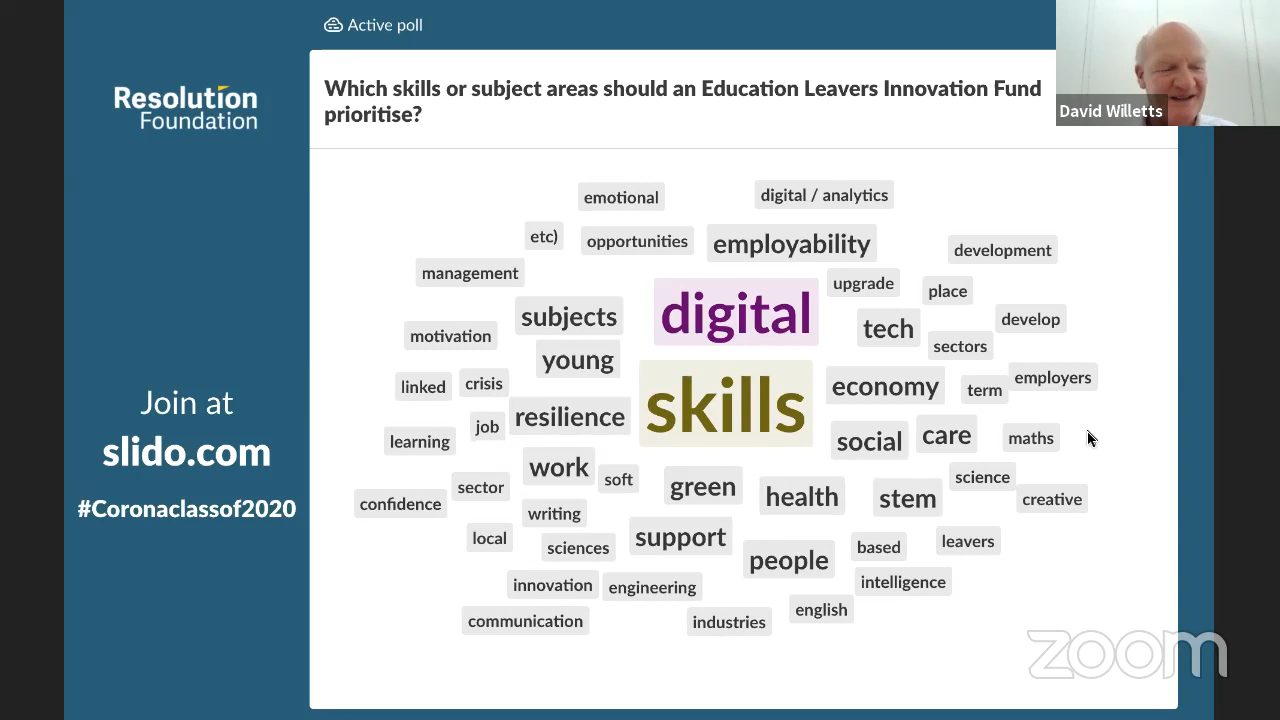 Active poll
Resolution
Foundation
Which skills or subject areas should an Education Leavers Innovation Fund
prioritise?
David Willetts
emotional
digital / analytics
etc)
opportunities
employability
development
management
upgrade
place
subjects
digital
tech
develop
motivation
sectors
young
linked
crisis
economy
term
employers
job
resilience
skills
social
care
maths
learning
work
soft
green
health
stem
science
creative
confidence
sector
writing
local
sciences
support
people
based
leavers
innovation
engineering
intelligence
communication
industries
english
Join at
slido.com
#Coronaclassof2020
zoom